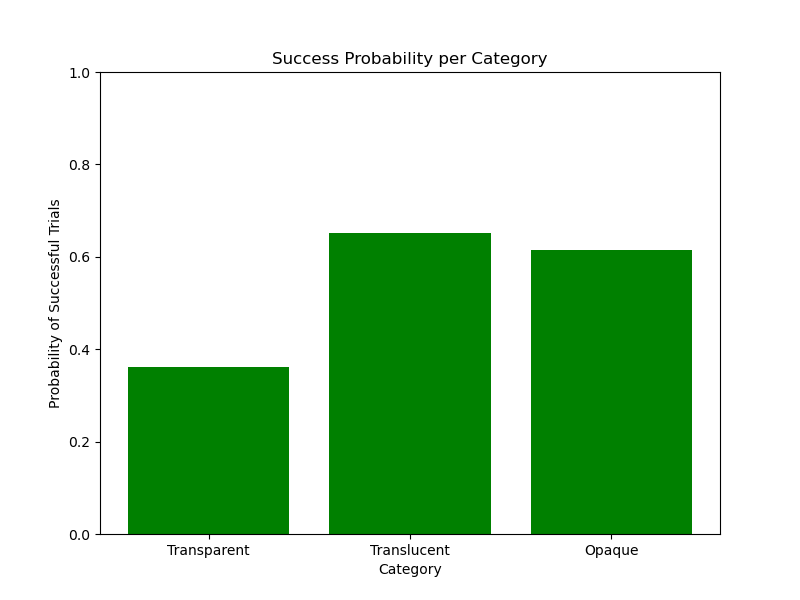 Success Probability per Category
1.0
0.8
0.6
0.4
0.2
0.0
Probability of Successful Trials
Transparent Translucent Opaque
Category